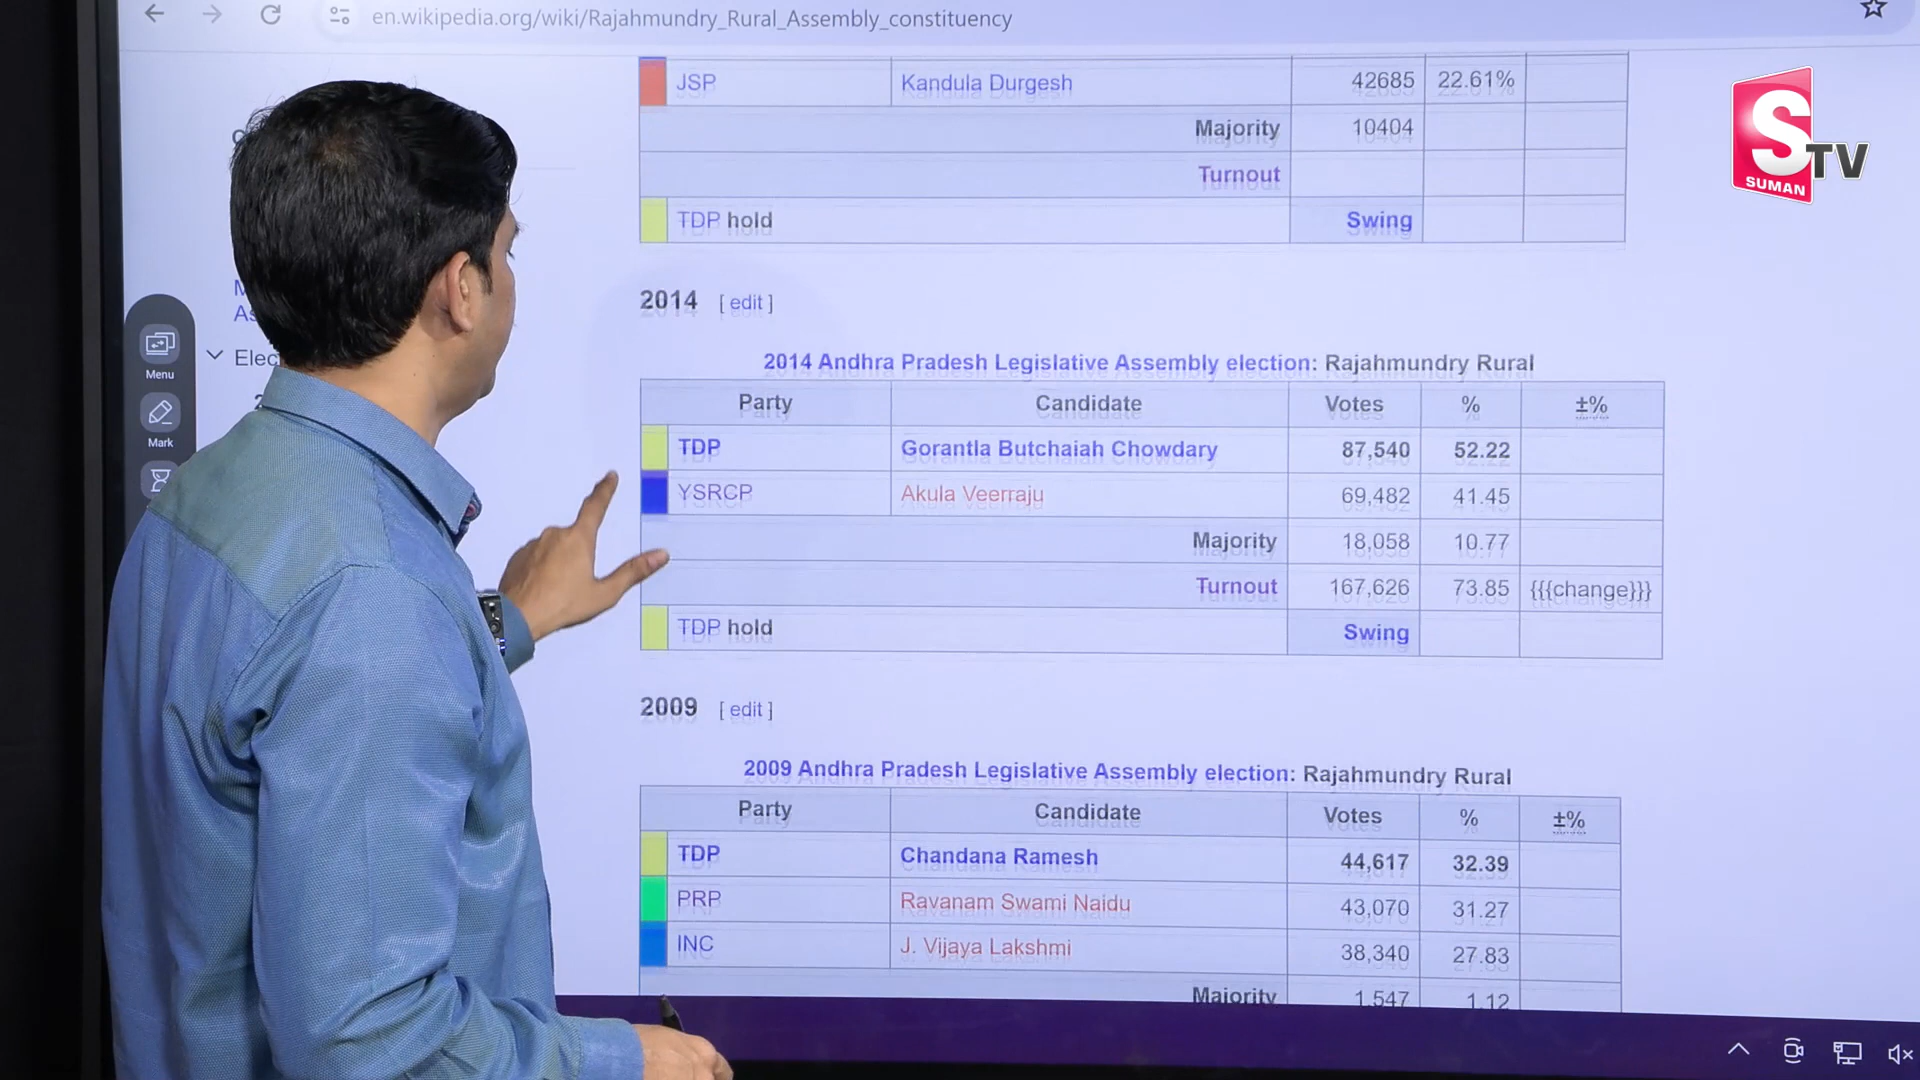 en.wikipedia.org/wiki/Rajahmundry_Rural_Assembly_constituency
JSP Kandula Durgesh 42685 22.61%
Majority 10404
Turnout
TDP hold Swing
S TV
SUMAN
2014 [ edit ]
2014 Andhra Pradesh Legislative Assembly election: Rajahmundry Rural
Party Candidate Votes % ±%
TDP Gorantla Butchaiah Chowdary 87,540 52.22
YSRCP Akula Veerraju 69,482 41.45
Majority 18,058 10.77
Turnout 167,626 73.85 {{{change}}}
TDP hold Swing
2009 [ edit ]
2009 Andhra Pradesh Legislative Assembly election: Rajahmundry Rural
Party Candidate Votes % ±%
TDP Chandana Ramesh 44,617 32.39
PRP Ravanam Swami Naidu 43,070 31.27
INC J. Vijaya Lakshmi 38,340 27.83
Majority 1,547 1.12
Menu
Mark